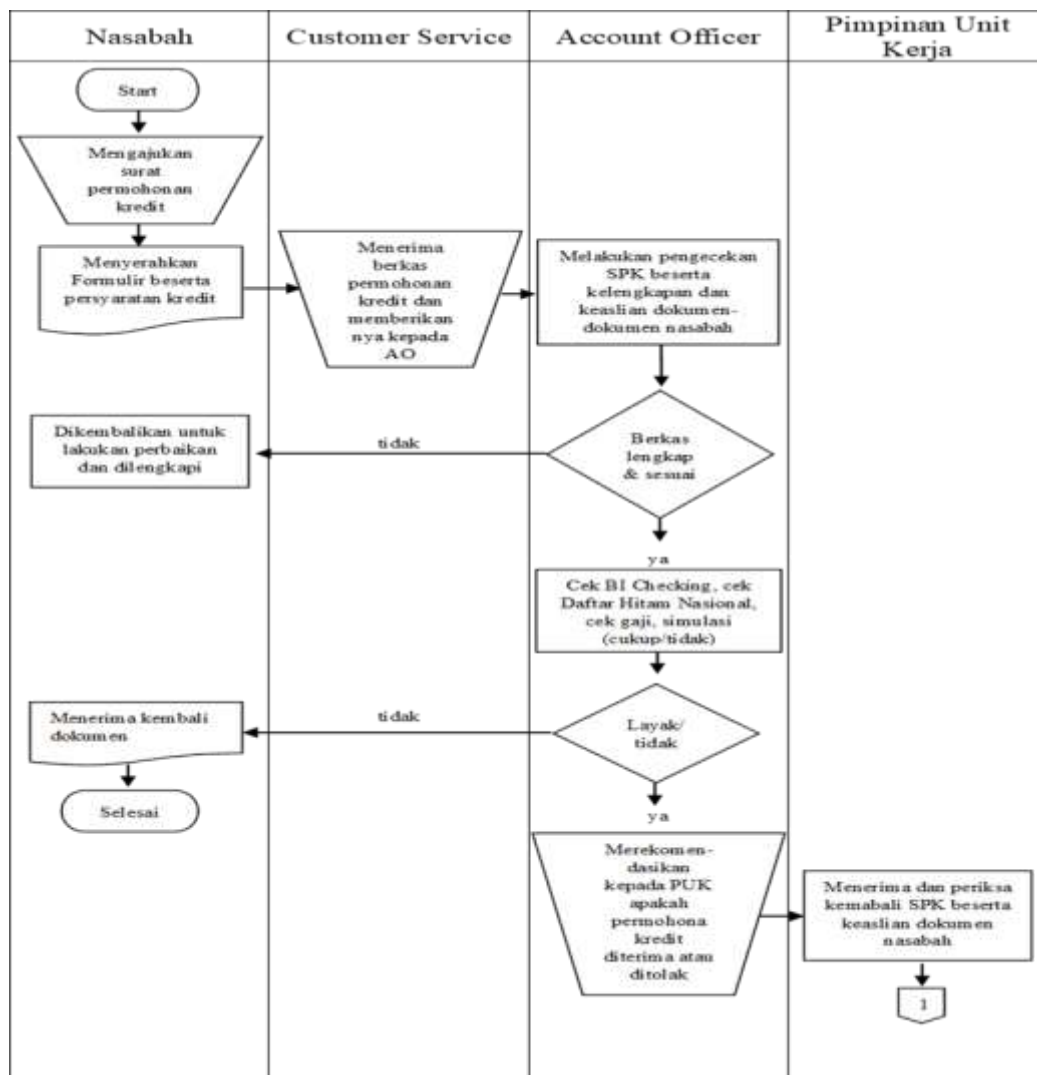 Nasabah
Customer Service
Account Officer
Pimpinan Unit
Kerja
Start
Mengajukan
surat
permohonan
kredit
Menyerahkan
Formulir beserta
persyaratan kredit
Menerima
berkas
permohonan
kredit dan
memberikan
nya kepada
AO
Melakukan pengecekan
SPK beserta
kelengkapan dan
keaslian dokumen-
dokumen nasabah
Berkas
lengkap
& sesuai
tidak
Dikembalikan untuk
lakukan perbaikan
dan dilengkapi
ya
Cek BI Checking, cek
Daftar Hitam Nasional,
cek gaji, simulasi
(cukup/tidak)
Layak/
tidak
tidak
Menerima kembali
dokumen
Selesai
ya
Merekomen-
dasikan
kepada PUK
apakah
permohona
kredit
diterima atau
ditolak
Menerima dan periksa
kemabali SPK beserta
keaslian dokumen
nasabah
1